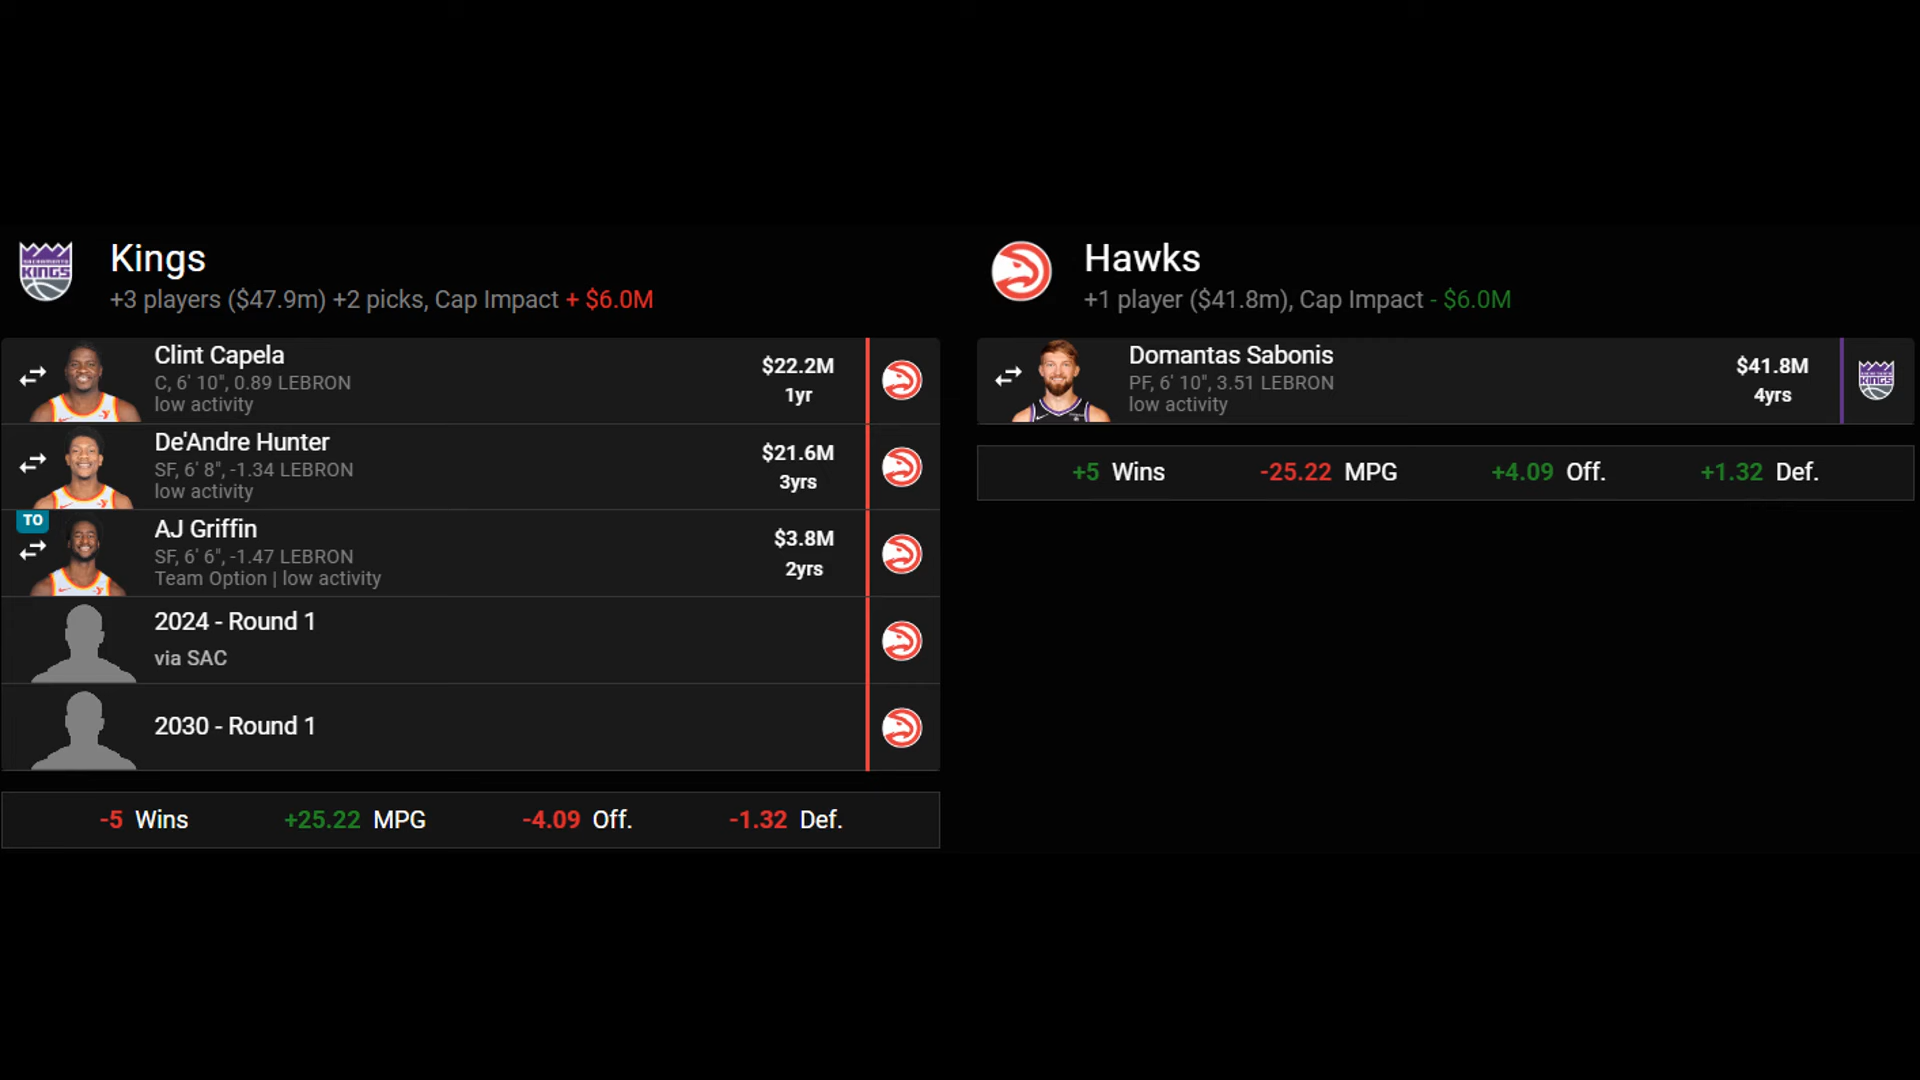 SACRAMENTO
KINGS
Kings
+3 players ($47.9m) +2 picks, Cap Impact + $6.0M
Clint Capela
C, 6' 10", 0.89 LEBRON
low activity
$22.2M
1yr
De'Andre Hunter
SF, 6' 8", -1.34 LEBRON
low activity
$21.6M
3yrs
TO
AJ Griffin
SF, 6' 6", -1.47 LEBRON
Team Option | low activity
$3.8M
2yrs
2024 - Round 1
via SAC
2030 - Round 1
-5 Wins +25.22 MPG -4.09 Off. -1.32 Def.
Hawks
+1 player ($41.8m), Cap Impact - $6.0M
Domantas Sabonis
PF, 6' 10", 3.51 LEBRON
low activity
$41.8M
4yrs
KINGS
+5 Wins -25.22 MPG +4.09 Off. +1.32 Def.